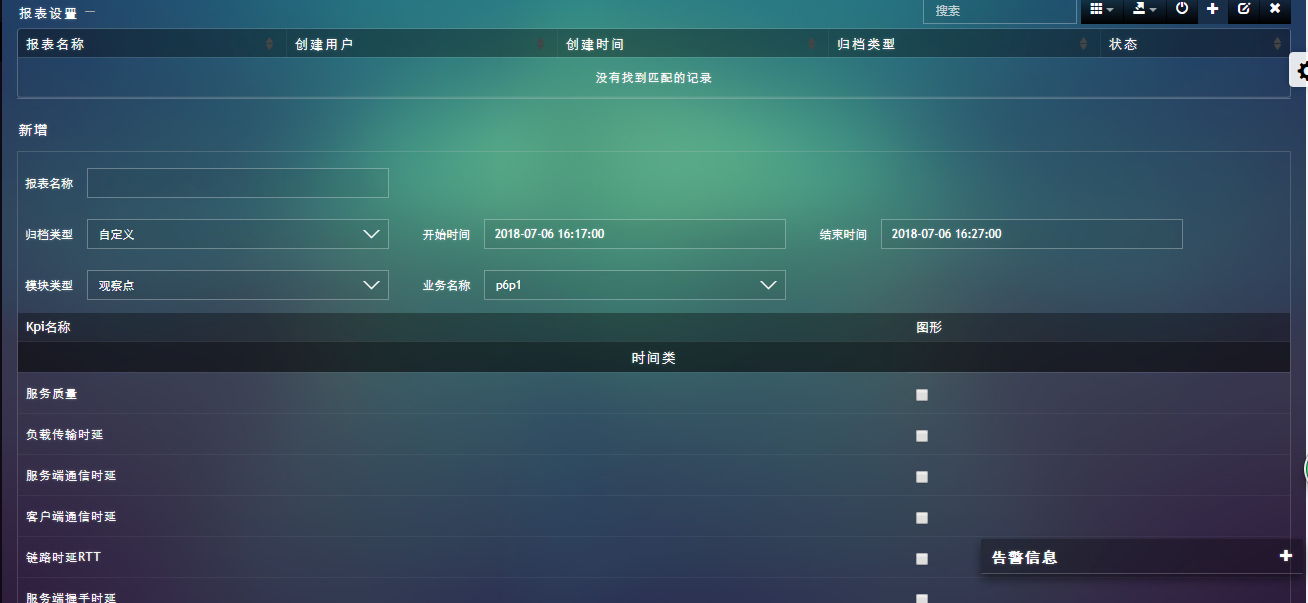 报表设置
搜索
报表名称 创建用户 创建时间 归档类型 状态
没有找到匹配的记录
新增
报表名称
归档类型 自定义 开始时间 2018-07-06 16:17:00 结束时间 2018-07-06 16:27:00
模块类型 观察点 业务名称 p6p1
Kpi名称 图形
时间类
服务质量
负载传输时延
服务端通信时延
客户端通信时延
链路时延RTT
告警信息
服务端握手时延